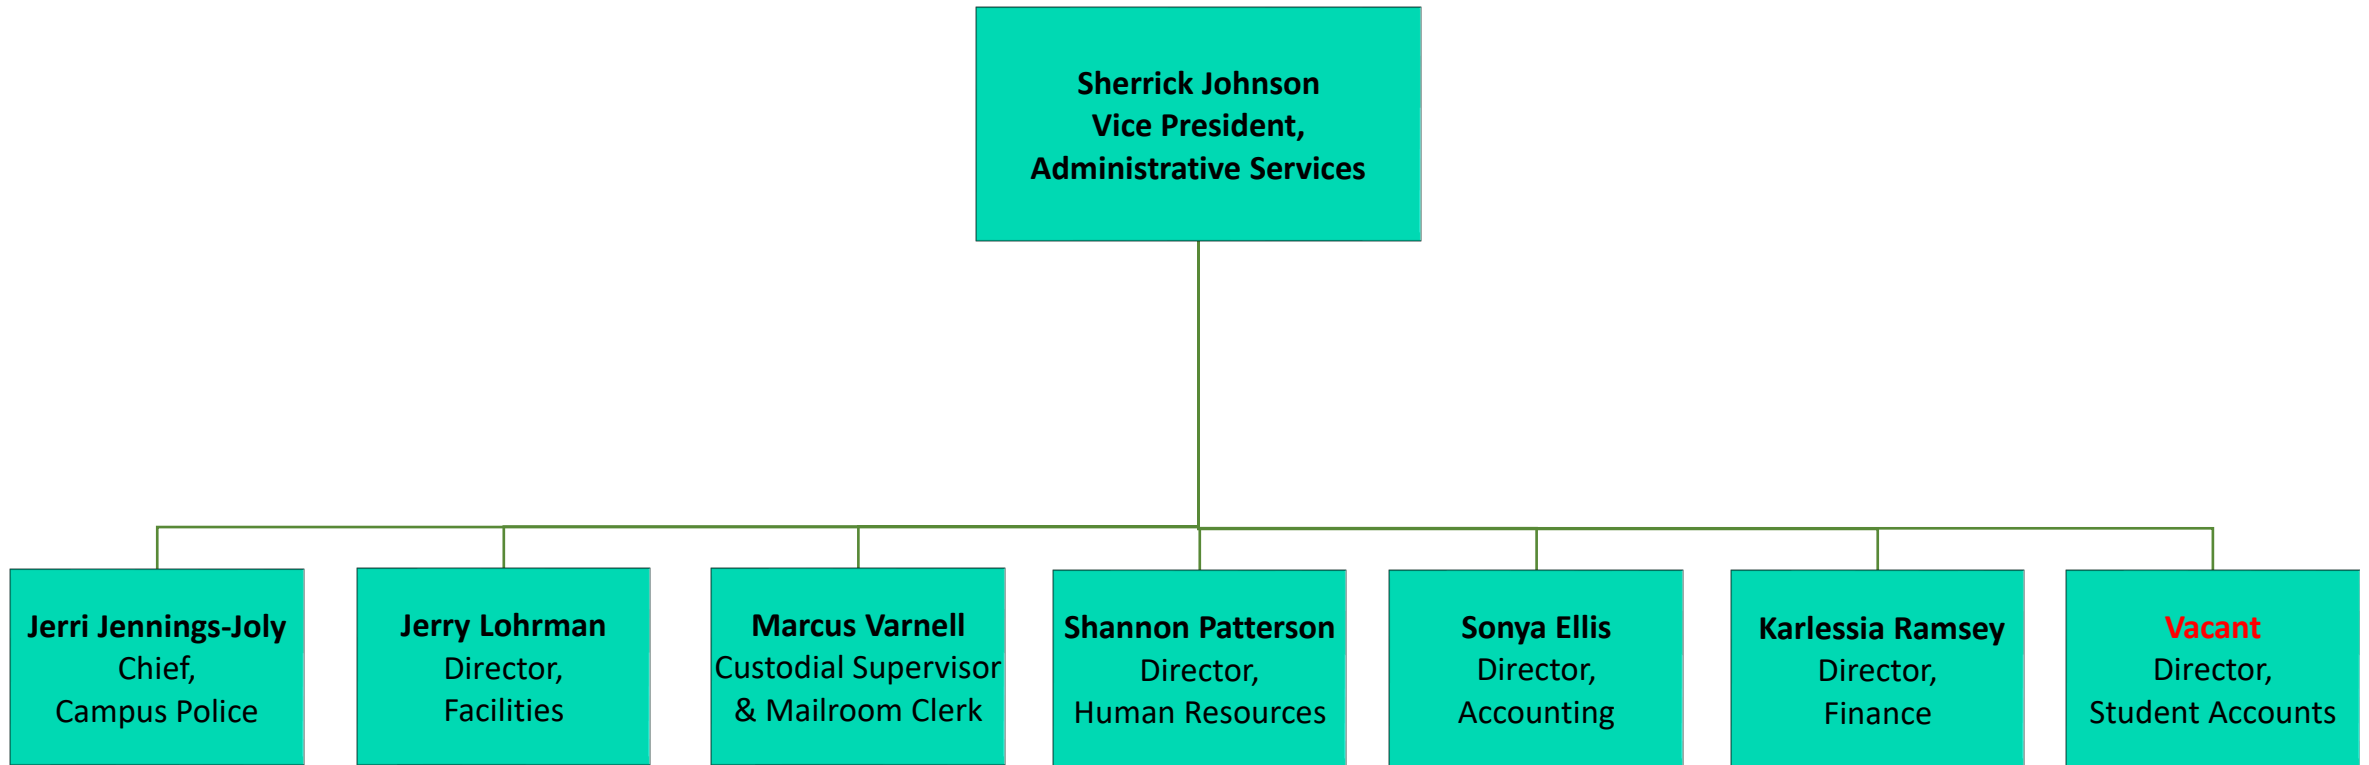 Sherrick Johnson
Vice President,
Administrative Services
Jerri Jennings-Joly
Chief,
Campus Police
Jerry Lohrman
Director,
Facilities
Marcus Varnell
Custodial Supervisor
& Mailroom Clerk
Shannon Patterson
Director,
Human Resources
Sonya Ellis
Director,
Accounting
Karlessia Ramsey
Director,
Finance
Vacant
Director,
Student Accounts